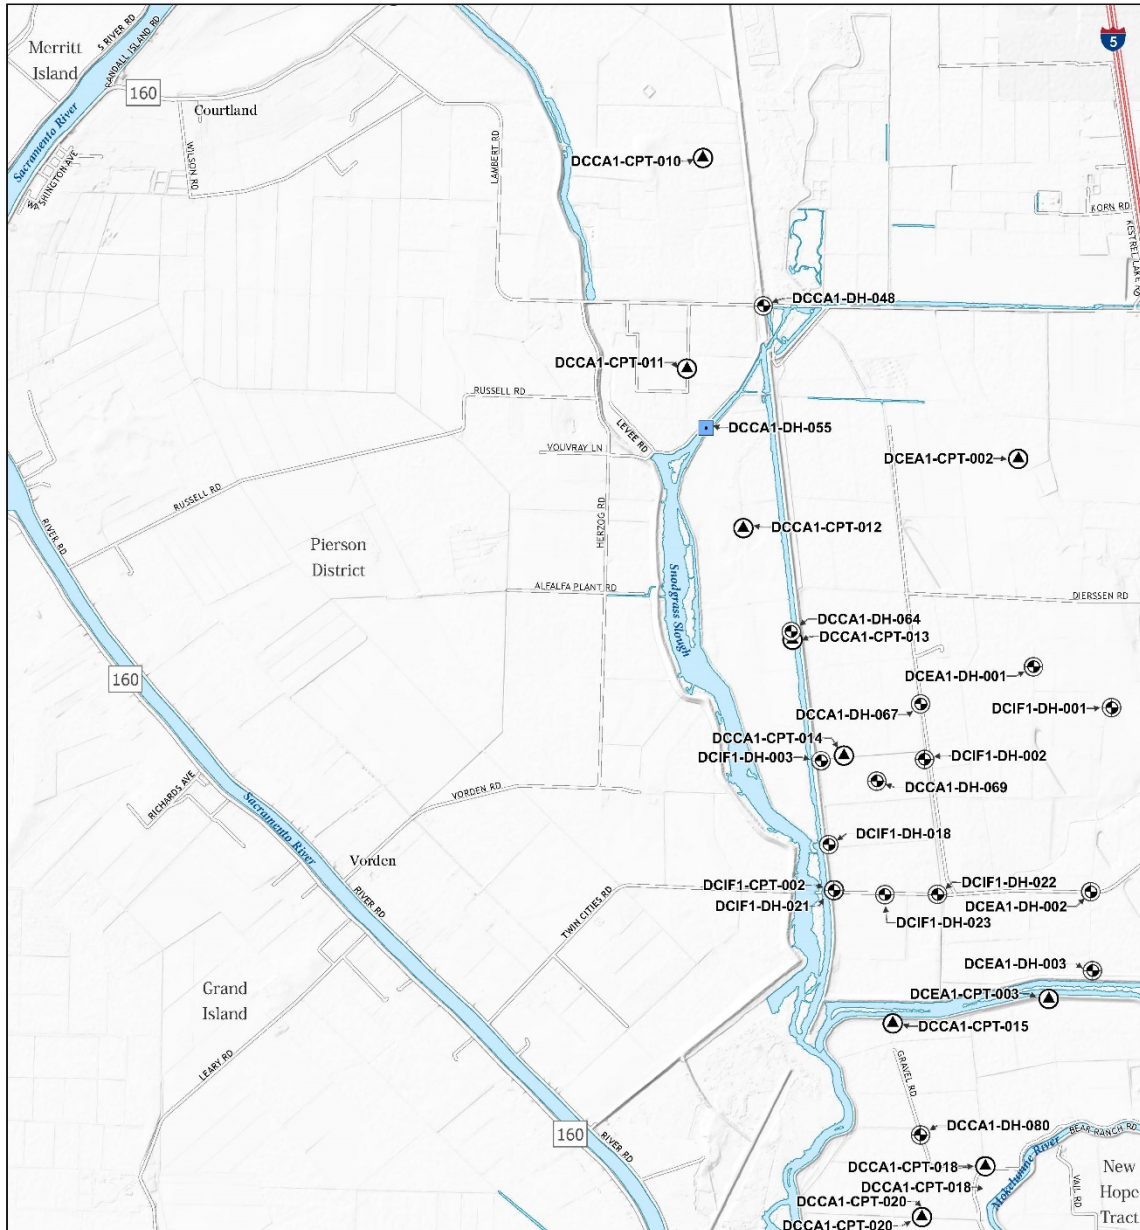 S RIVER RD
RANDALL ISLAND RD
Merritt
Island
160
Courtland
Sacramento River
WASHINGTON AVE
WILSON RD
LAMBERT RD
5
DCCA1-CPT-010
KORN RD
KESTREL LAKE RD
DCCA1-DH-048
DCCA1-CPT-011
RUSSELL RD
LEVEE RD
DCCA1-DH-055
VOUVRAY LN
DCEA1-CPT-002
RUSSELL RD
RIVER RD
HERZOG RD
DCCA1-CPT-012
Pierson
District
Snodgrass Slough
ALFALFA PLANT RD
DIERSSEN RD
DCCA1-DH-064
DCCA1-CPT-013
160
DCEA1-DH-001
DCIF1-DH-001
DCCA1-DH-067
DCCA1-CPT-014
DCIF1-DH-003
DCIF1-DH-002
DCCA1-DH-069
RICHARDS AVE
VORDEN RD
Sacramento River
DCIF1-DH-018
Vorden
RIVER RD
TWIN CITIES RD
DCIF1-CPT-002
DCIF1-DH-021
DCIF1-DH-022
DCIF1-DH-023
DCEA1-DH-002
DCEA1-DH-003
Grand
Island
DCEA1-CPT-003
DCCA1-CPT-015
LEARY RD
GRAVEL RD
160
RIVER RD
DCCA1-DH-080
BEAR RANCH RD
Mokelumne River
DCCA1-CPT-018
DCCA1-CPT-018
VAIL RD
New
Hope
Tract
DCCA1-CPT-020
DCCA1-CPT-020